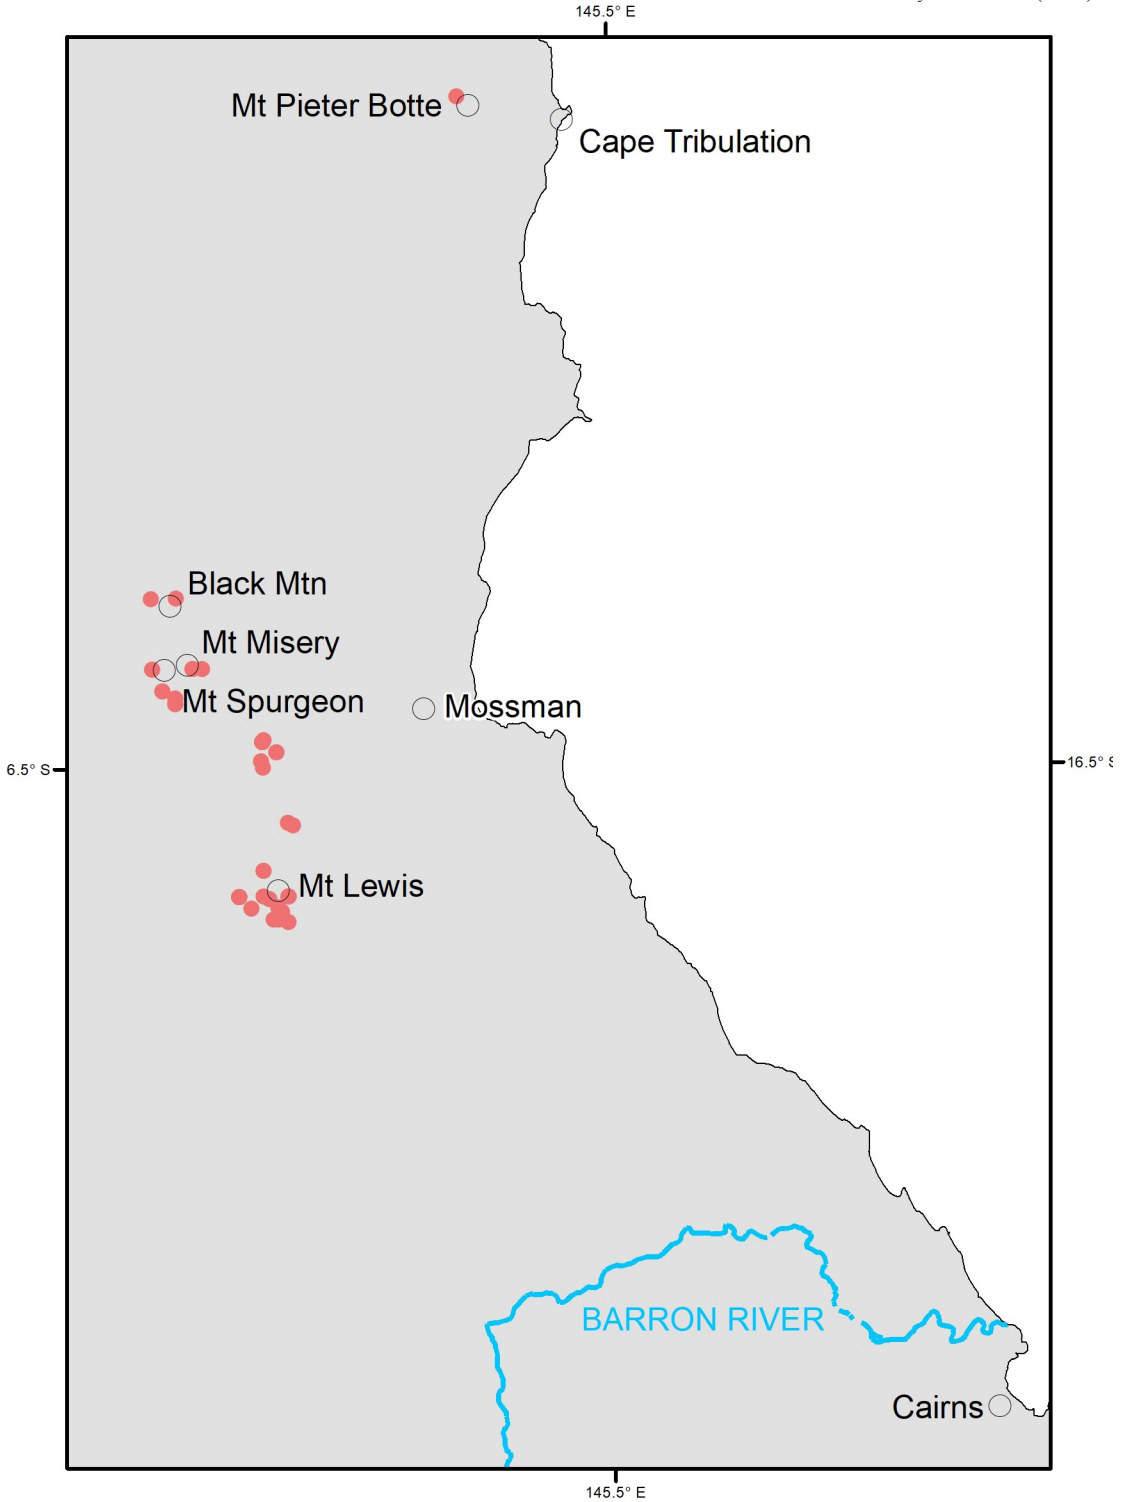 145.5° E
Mt Pieter Botte
Cape Tribulation
Black Mtn
Mt Misery
Mt Spurgeon
Mossman
6.5° S
16.5° S
Mt Lewis
BARRON RIVER
Cairns
145.5° E